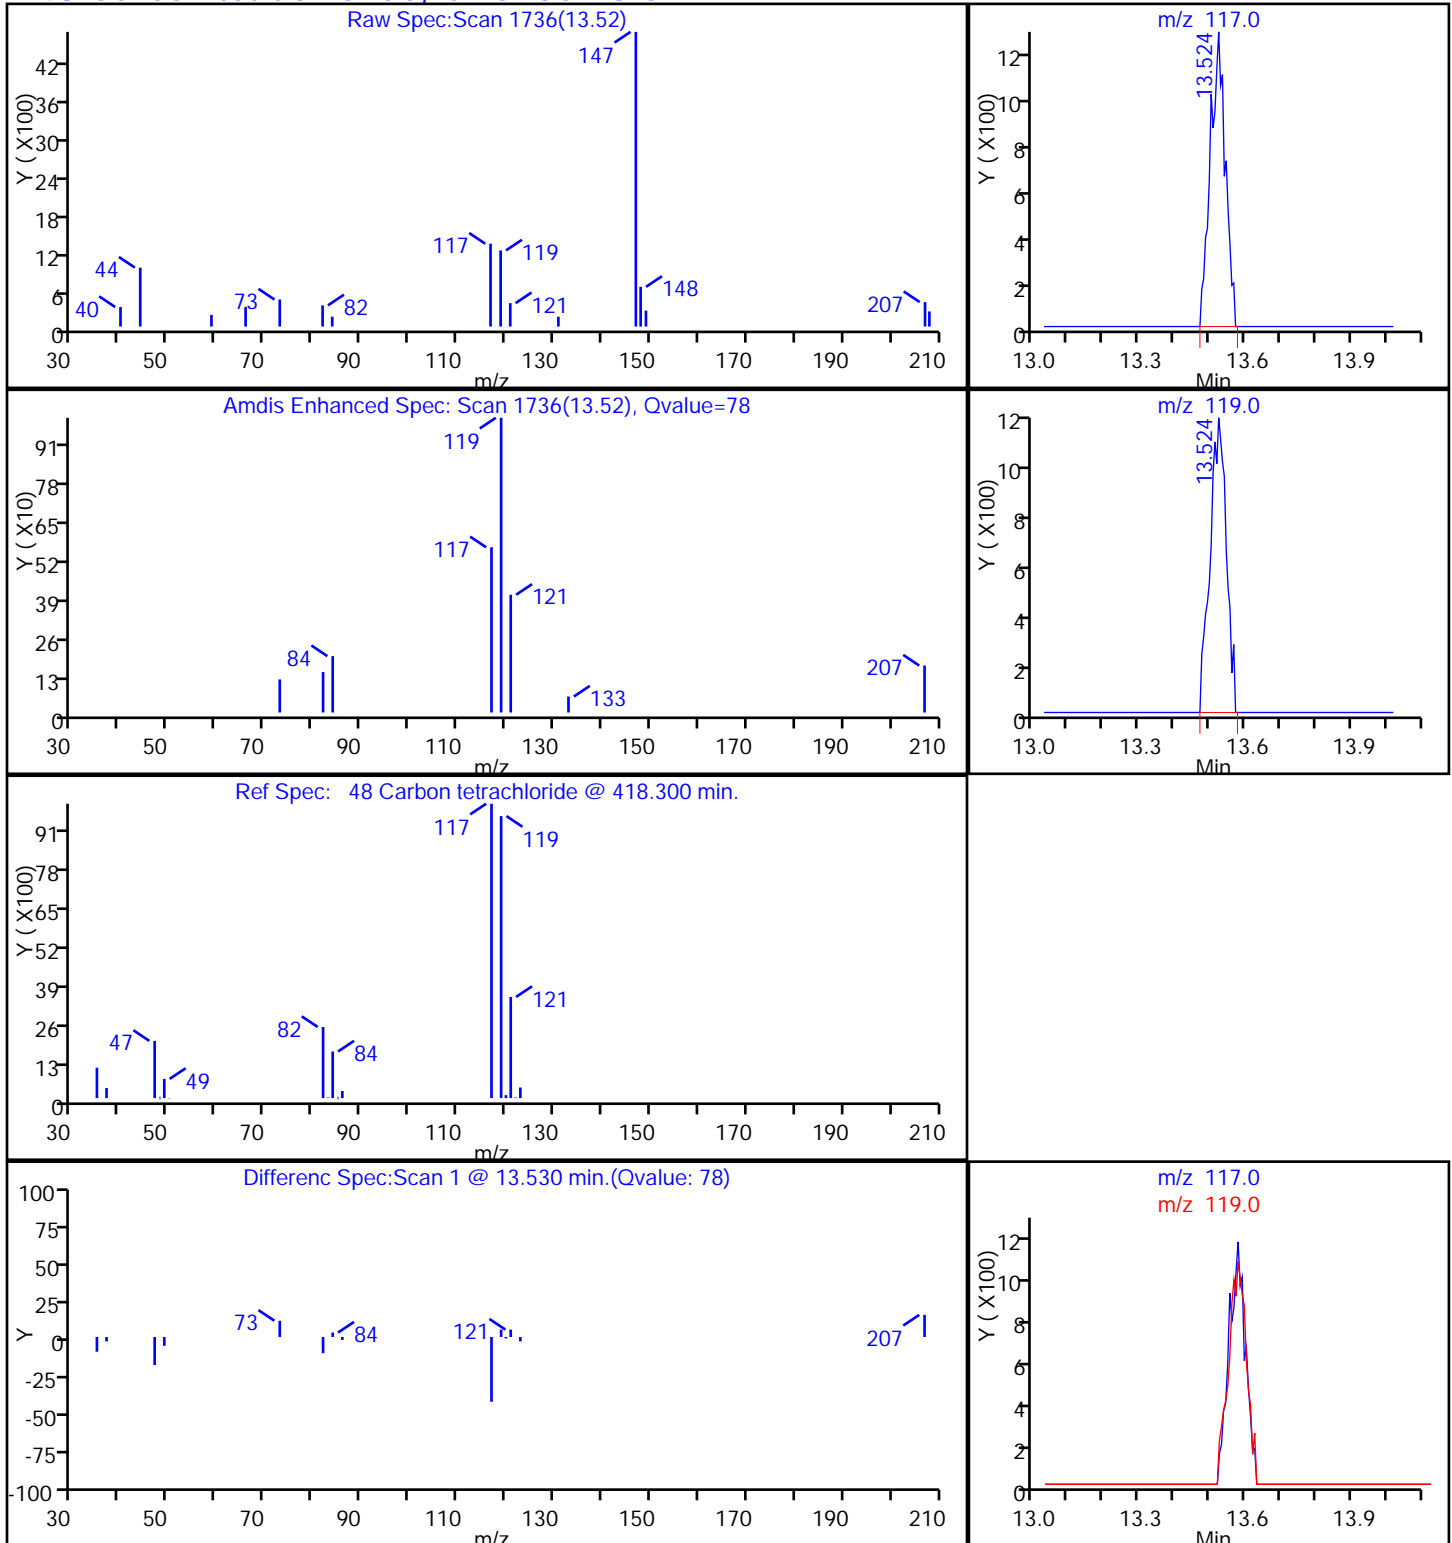 Raw Spec:Scan 1736(13.52)
Y ( X100)
42
36
30
24
18
12
6
0
147
117
119
44
40
73
82
121
148
207
30 50 70 90 110 130 150 170 190 210
m/z
m/z 117.0
Y ( X100)
12
10
8
6
4
2
0
13.524
13.0 13.3 13.6 13.9
Min
Amdis Enhanced Spec: Scan 1736(13.52), Qvalue=78
Y ( X10)
91
78
65
52
39
26
13
0
119
117
121
84
133
207
30 50 70 90 110 130 150 170 190 210
m/z
m/z 119.0
Y ( X100)
12
10
8
6
4
2
0
13.524
13.0 13.3 13.6 13.9
Min
Ref Spec: 48 Carbon tetrachloride @ 418.300 min.
Y ( X100)
91
78
65
52
39
26
13
0
117
119
121
47
49
82
84
30 50 70 90 110 130 150 170 190 210
m/z
Differenc Spec:Scan 1 @ 13.530 min.(Qvalue: 78)
Y
100
75
50
25
0
-25
-50
-75
-100
73
84
121
207
30 50 70 90 110 130 150 170 190 210
m/z
m/z 117.0
m/z 119.0
Y ( X100)
12
10
8
6
4
2
0
13.0 13.3 13.6 13.9
Min